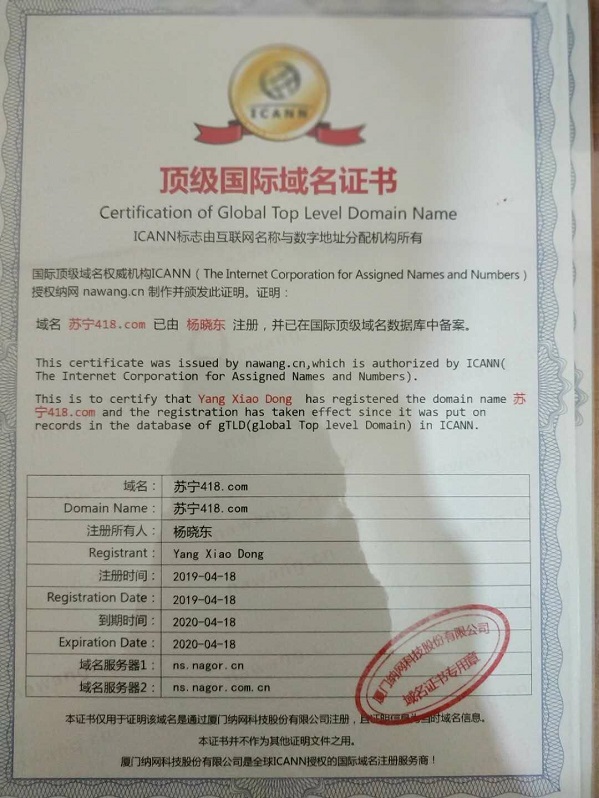 ICANN
顶级国际域名证书
Certification of Global Top Level Domain Name
ICANN标志由互联网名称与数字地址分配机构所有
国际顶级域名权威机构ICANN（The Internet Corporation for Assigned Names and Numbers）
授权纳网 nawang.cn 制作并颁发此证明。证明：
域名 苏宁418.com 已由 杨晓东 注册，并已在国际顶级域名数据库中备案。
This certificate was issued by nawang.cn,which is authorized by ICANN(
The Internet Corporation for Assigned Names and Numbers).
This is to certify that Yang Xiao Dong has registered the domain name 苏
宁418.com and the registration has taken effect since it was put on
records in the database of gTLD(global Top level Domain) in ICANN.
域名： 苏宁418.com
Domain Name： 苏宁418.com
注册所有人： 杨晓东
Registrant： Yang Xiao Dong
注册时间： 2019-04-18
Registration Date： 2019-04-18
到期时间： 2020-04-18
Expiration Date： 2020-04-18
域名服务器1： ns.nagor.cn
域名服务器2： ns.nagor.com.cn
厦门纳网科技股份有限公司
域名证书专用章
本证书仅用于证明该域名是通过厦门纳网科技股份有限公司注册，且证明信息为当时域名信息。
本证书并不作为其他证明文件之用。
厦门纳网科技股份有限公司是全球ICANN授权的国际域名注册服务商！